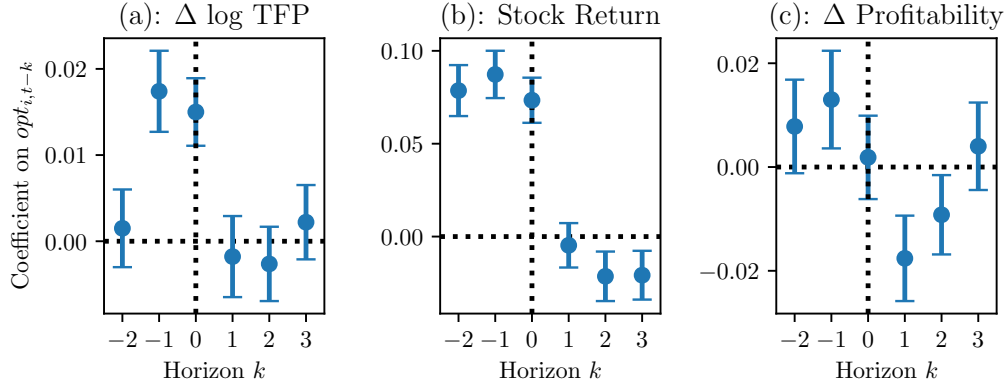 (a): Δ log TFP
(b): Stock Return
(c): Δ Profitability
Coefficient on opt_{i,t−k}
0.02
0.01
0.00
−2 −1 0 1 2 3
Horizon k
0.10
0.05
0.00
−2 −1 0 1 2 3
Horizon k
0.02
0.00
−0.02
−2 −1 0 1 2 3
Horizon k